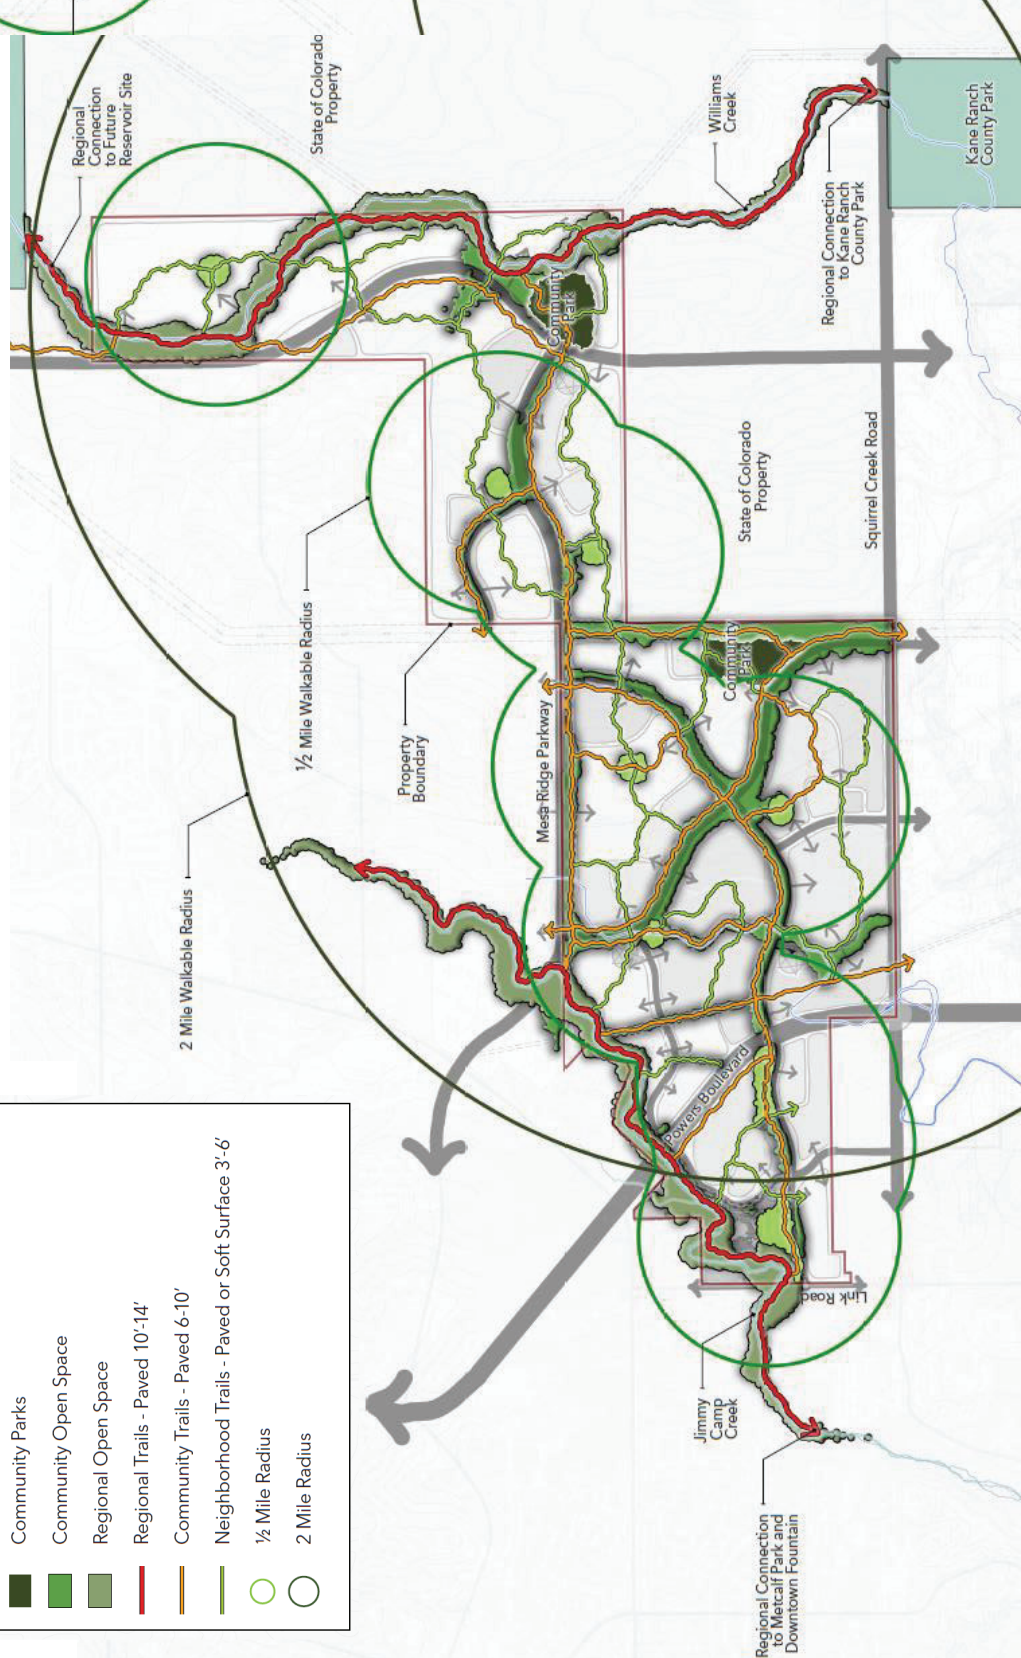 Community Parks
Community Open Space
Regional Open Space
Regional Trails - Paved 10'-14'
Community Trails - Paved 6-10'
Neighborhood Trails - Paved or Soft Surface 3'-6'
½ Mile Radius
2 Mile Radius
2 Mile Walkable Radius
½ Mile Walkable Radius
Regional
Connection
to Future
Reservoir Site
State of Colorado
Property
Property
Boundary
Mesa Ridge Parkway
Community
Park
Williams
Creek
Regional Connection
to Kane Ranch
County Park
Kane Ranch
County Park
State of Colorado
Property
Squirrel Creek Road
Community
Park
Powers Boulevard
Link Road
Jimmy
Camp
Creek
Regional Connection
to Metcalf Park and
Downtown Fountain